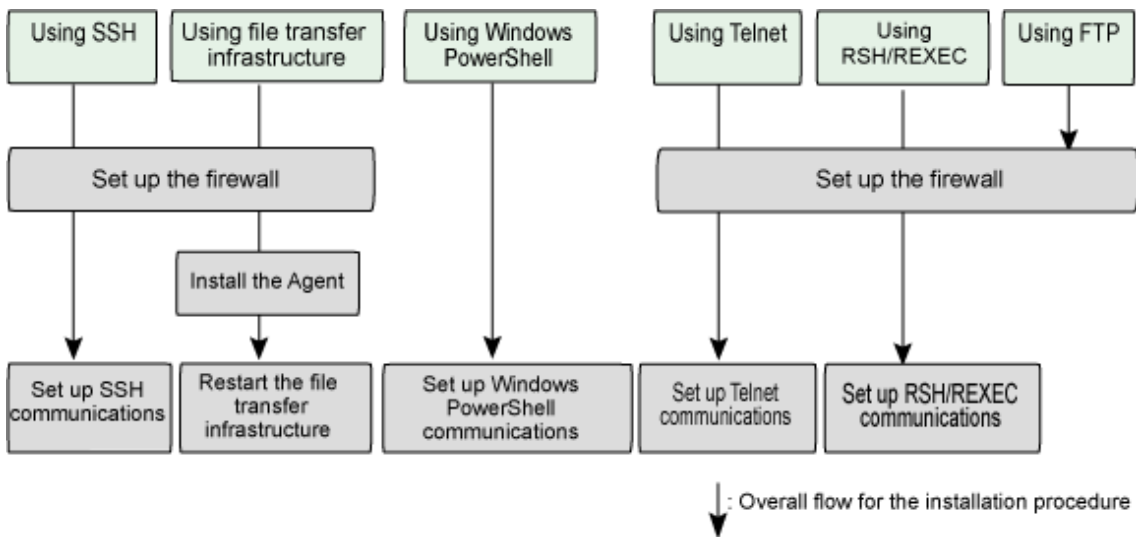 Using SSH
Using file transfer
infrastructure
Using Windows
PowerShell
Using Telnet
Using
RSH/REXEC
Using FTP
Set up the firewall
Set up the firewall
Install the Agent
Set up SSH
communications
Restart the file
transfer
infrastructure
Set up Windows
PowerShell
communications
Set up Telnet
communications
Set up RSH/REXEC
communications
: Overall flow for the installation procedure